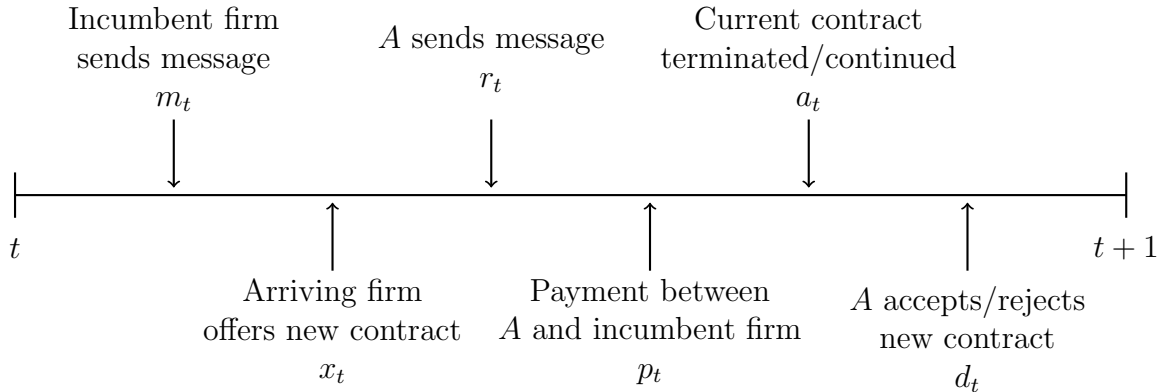 Incumbent firm
sends message
m_t
A sends message
r_t
Current contract
terminated/continued
a_t
t
t + 1
Arriving firm
offers new contract
x_t
Payment between
A and incumbent firm
p_t
A accepts/rejects
new contract
d_t